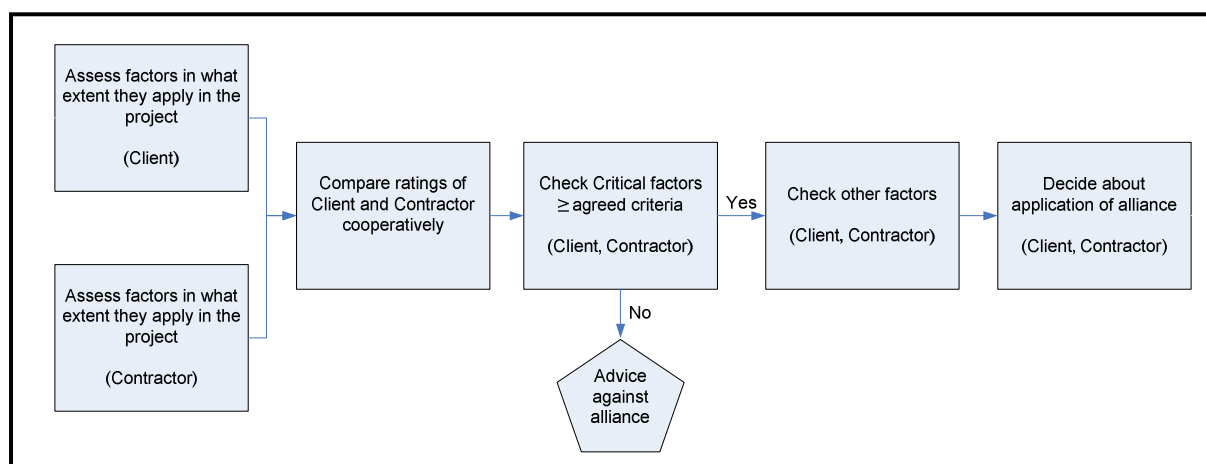 Assess factors in what
extent they apply in the
project
(Client)
Assess factors in what
extent they apply in the
project
(Contractor)
Compare ratings of
Client and Contractor
cooperatively
Check Critical factors
≥ agreed criteria
(Client, Contractor)
Yes
No
Advice
against
alliance
Check other factors
(Client, Contractor)
Decide about
application of alliance
(Client, Contractor)